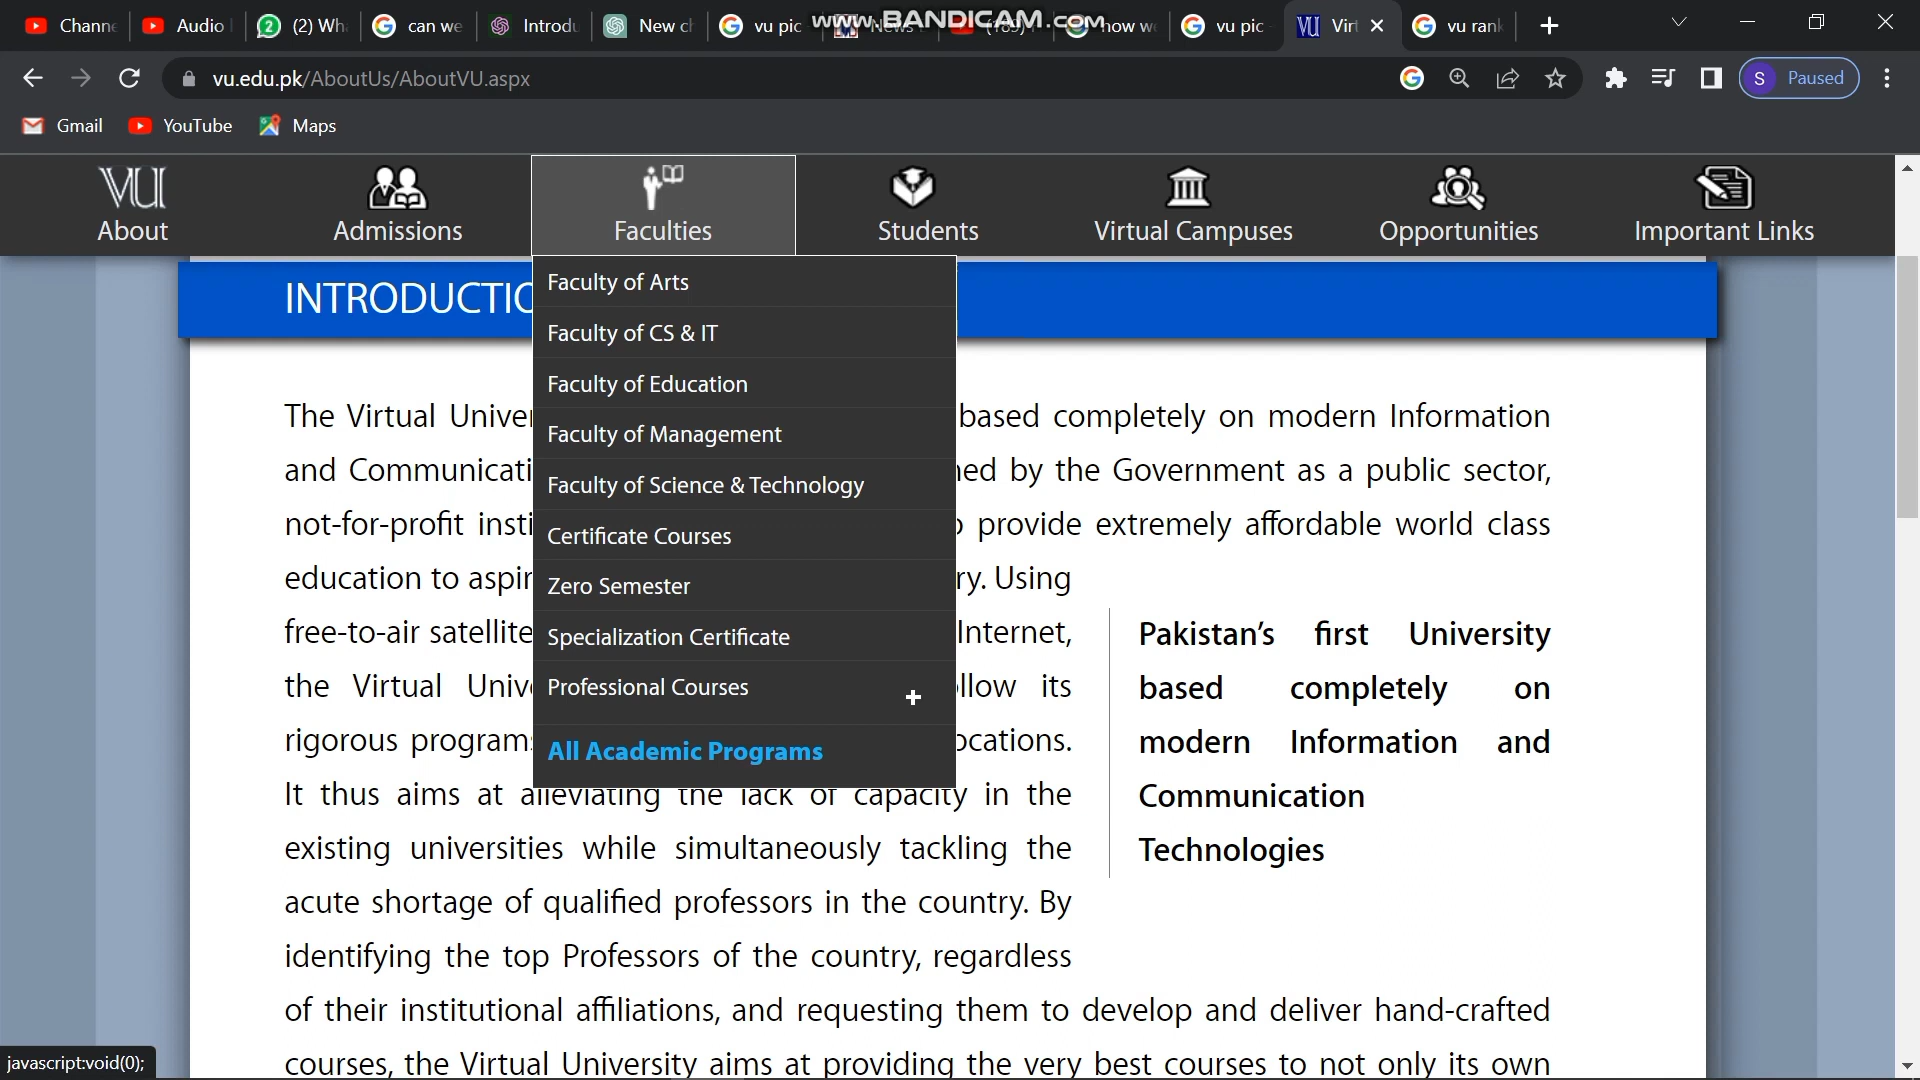 Channe
Audio
(2) Wh
can we
Introdu
New ch
vu pic
News
(189)
how we
vu pic
Virt
vu rank
www.BANDICAM.com
vu.edu.pk/AboutUs/AboutVU.aspx
S Paused
Gmail
YouTube
Maps
VU
About
Admissions
Faculties
Students
Virtual Campuses
Opportunities
Important Links
Faculty of Arts
Faculty of CS & IT
Faculty of Education
Faculty of Management
Faculty of Science & Technology
Certificate Courses
Zero Semester
Specialization Certificate
Professional Courses +
All Academic Programs
INTRODUCTIO
The Virtual Univer based completely on modern Information
and Communicati ned by the Government as a public sector,
not-for-profit insti provide extremely affordable world class
education to aspir ry. Using
free-to-air satellite Internet,
the Virtual Unive llow its
rigorous programs ocations.
It thus aims at alleviating the lack of capacity in the
existing universities while simultaneously tackling the
acute shortage of qualified professors in the country. By
identifying the top Professors of the country, regardless
of their institutional affiliations, and requesting them to develop and deliver hand-crafted
courses, the Virtual University aims at providing the very best courses to not only its own
Pakistan's first University
based completely on
modern Information and
Communication
Technologies
javascript:void(0);